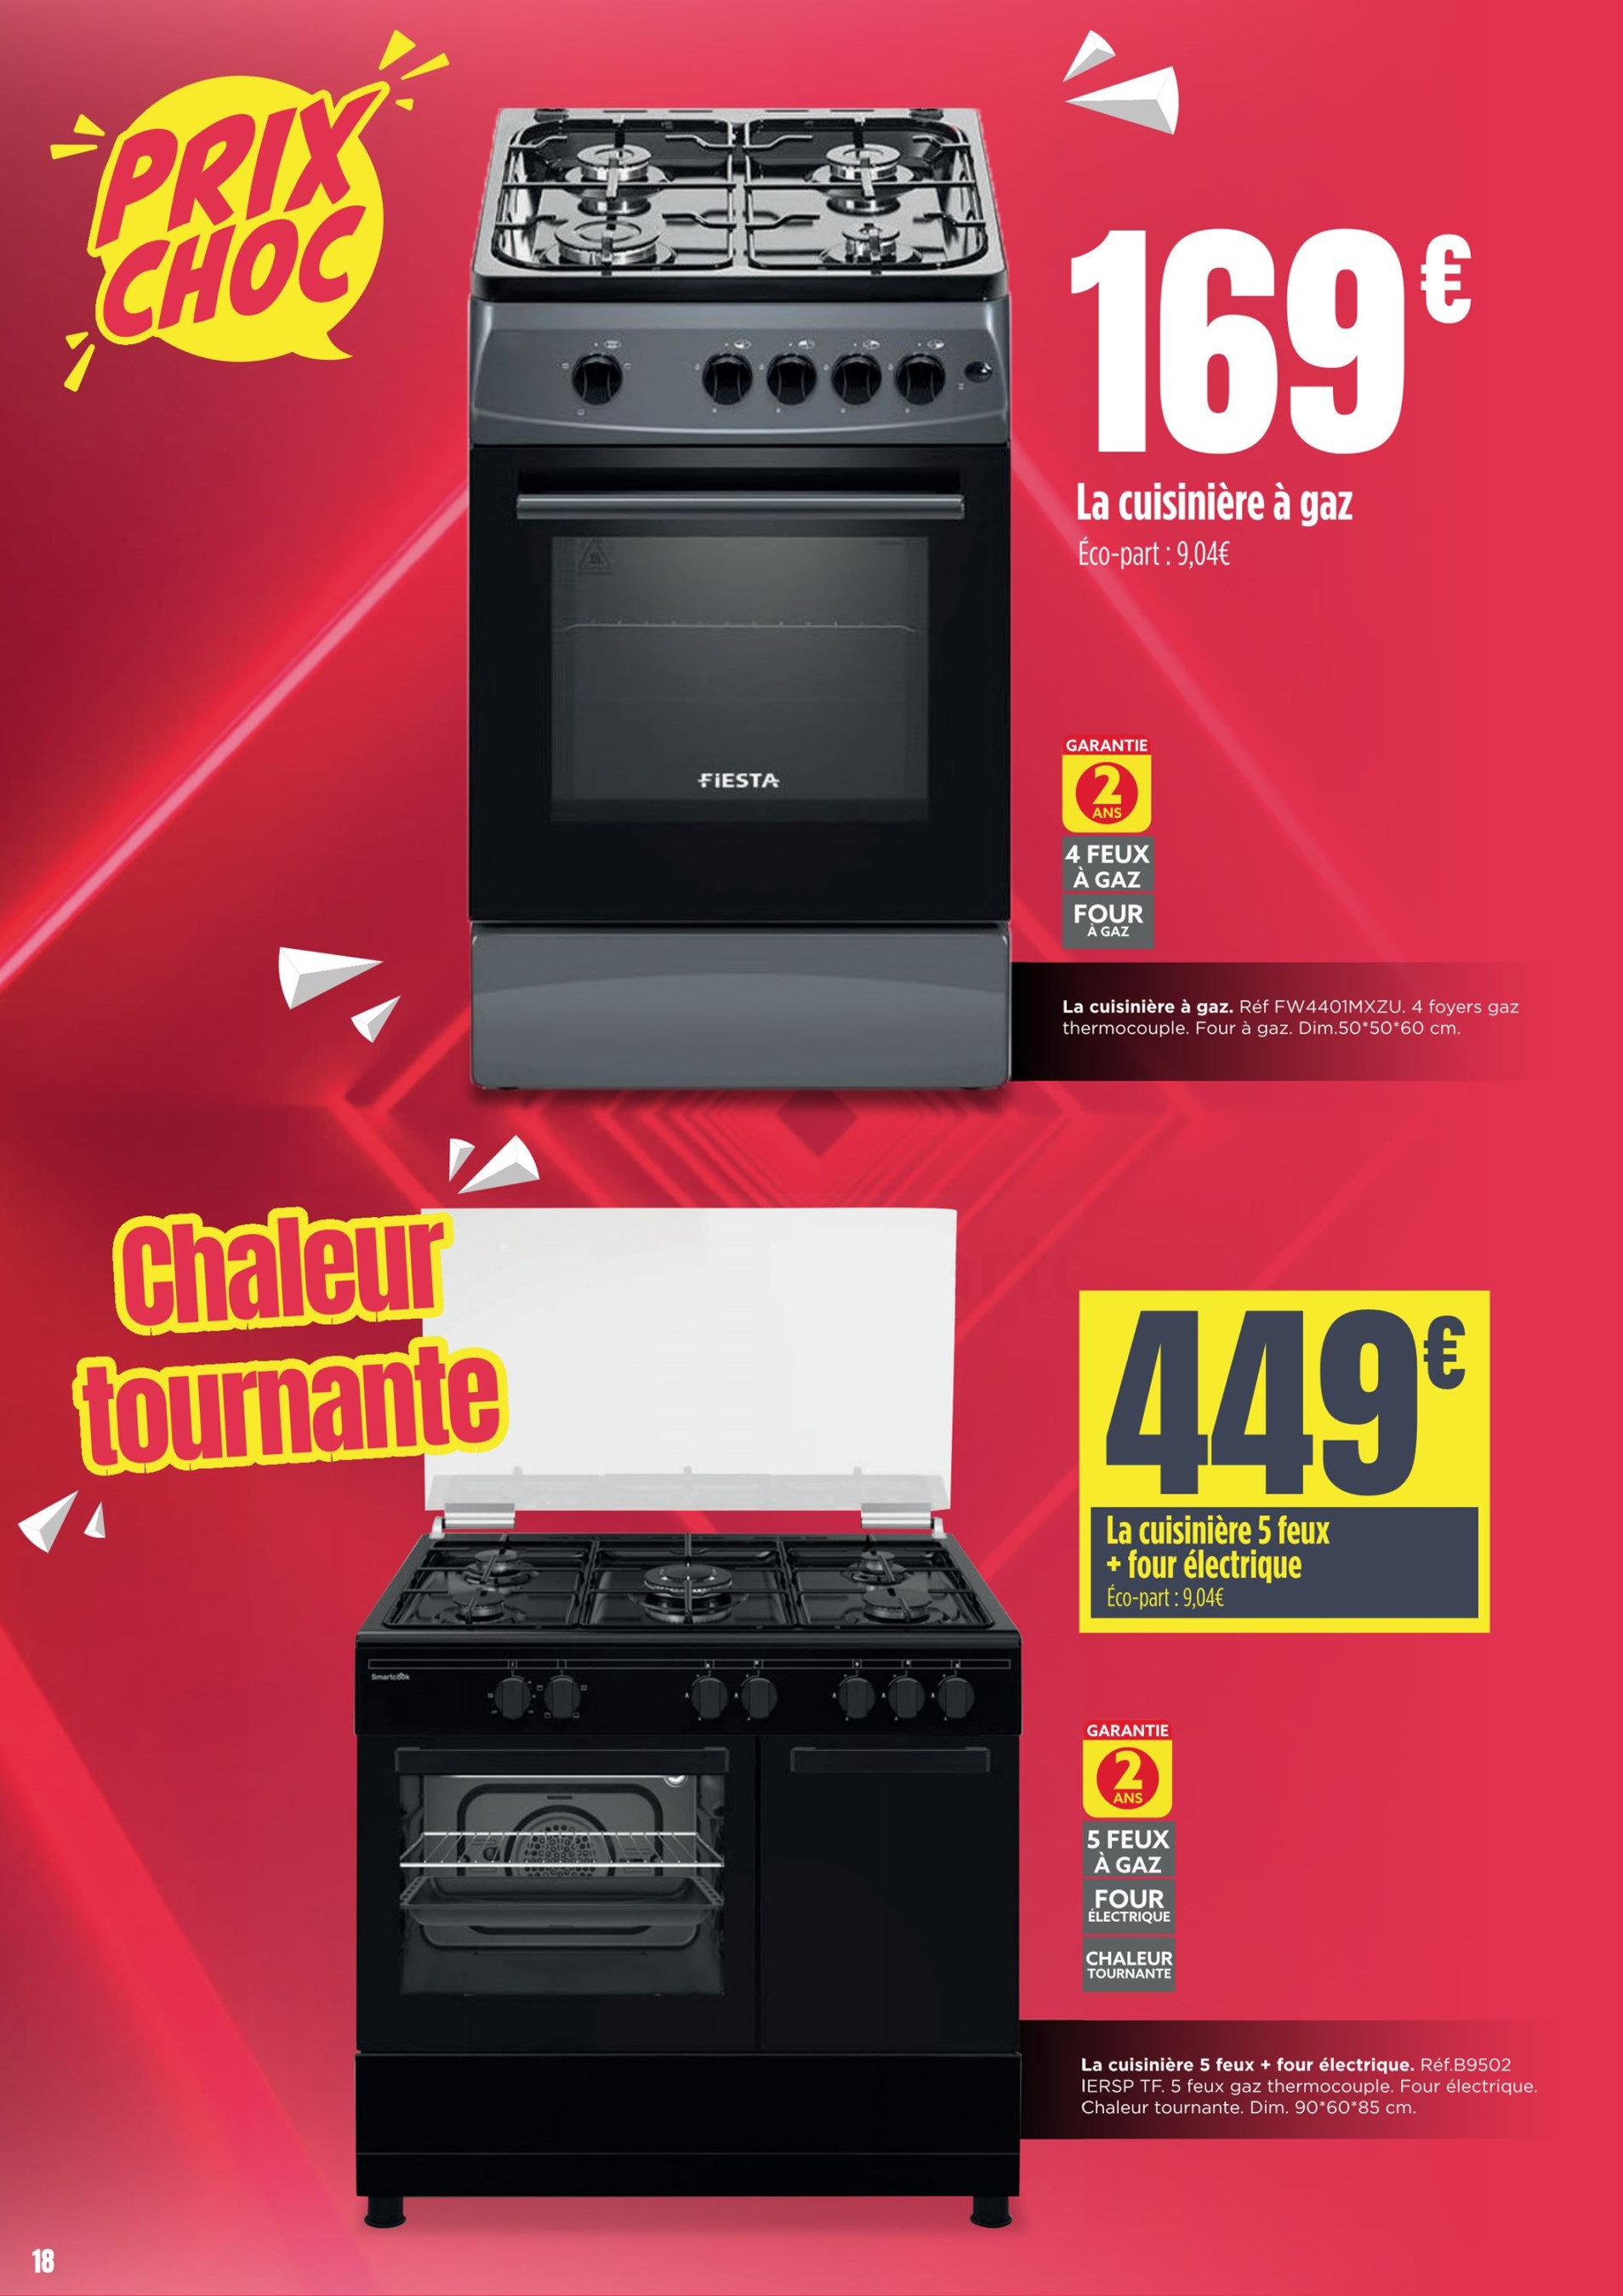 PRIX
CHOC
169€
La cuisinière à gaz
Éco-part : 9,04€
FiESTA
GARANTIE
2
ANS
4 FEUX
À GAZ
FOUR
À GAZ
La cuisinière à gaz. Réf FW4401MXZU. 4 foyers gaz
thermocouple. Four à gaz. Dim.50*50*60 cm.
Chaleur
tournante
449€
La cuisinière 5 feux
+ four électrique
Éco-part : 9,04€
Smartcook
GARANTIE
2
ANS
5 FEUX
À GAZ
FOUR
ÉLECTRIQUE
CHALEUR
TOURNANTE
La cuisinière 5 feux + four électrique. Réf.B9502
IERSP TF. 5 feux gaz thermocouple. Four électrique.
Chaleur tournante. Dim. 90*60*85 cm.
18